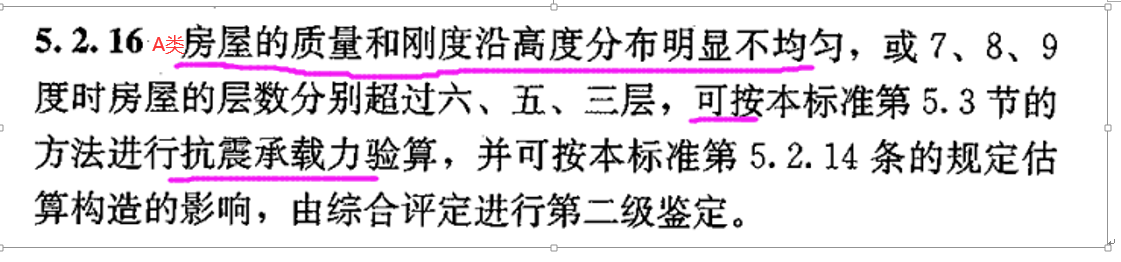 5.2.16 A类房屋的质量和刚度沿高度分布明显不均匀，或7、8、9
度时房屋的层数分别超过六、五、三层，可按本标准第5.3节的
方法进行抗震承载力验算，并可按本标准第5.2.14条的规定估
算构造的影响，由综合评定进行第二级鉴定。